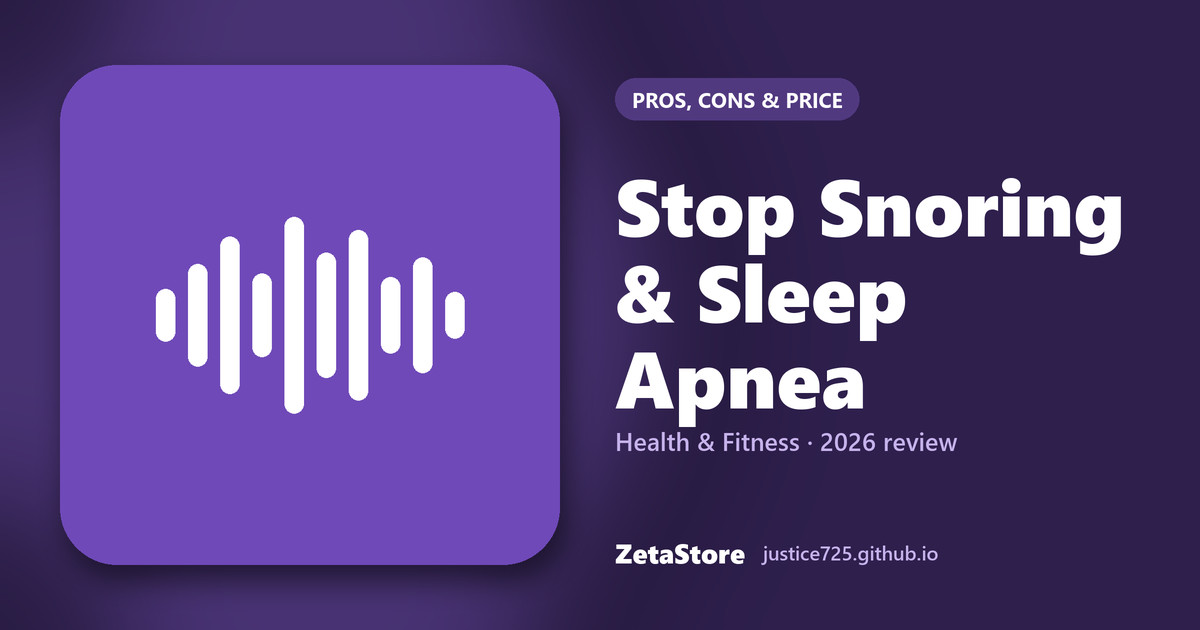 PROS, CONS & PRICE
Stop Snoring
& Sleep
Apnea
Health & Fitness · 2026 review
ZetaStore justice725.github.io